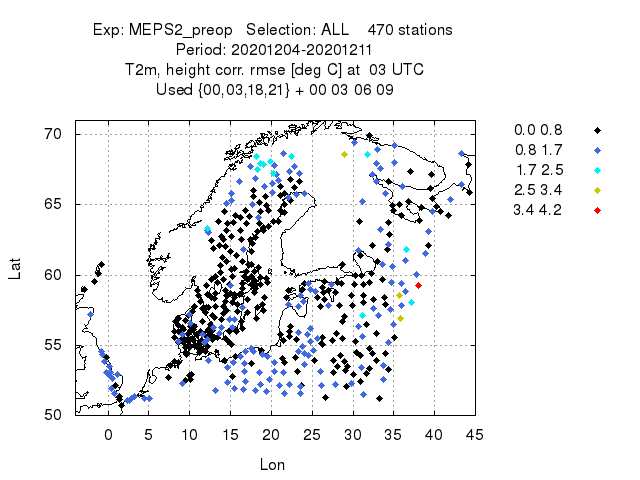 Exp: MEPS2_preop Selection: ALL 470 stations
Period: 20201204-20201211
T2m, height corr. rmse [deg C] at 03 UTC
Used {00,03,18,21} + 00 03 06 09
70
65
60
55
50
Lat
0 5 10 15 20 25 30 35 40 45
Lon
0.0 0.8
0.8 1.7
1.7 2.5
2.5 3.4
3.4 4.2